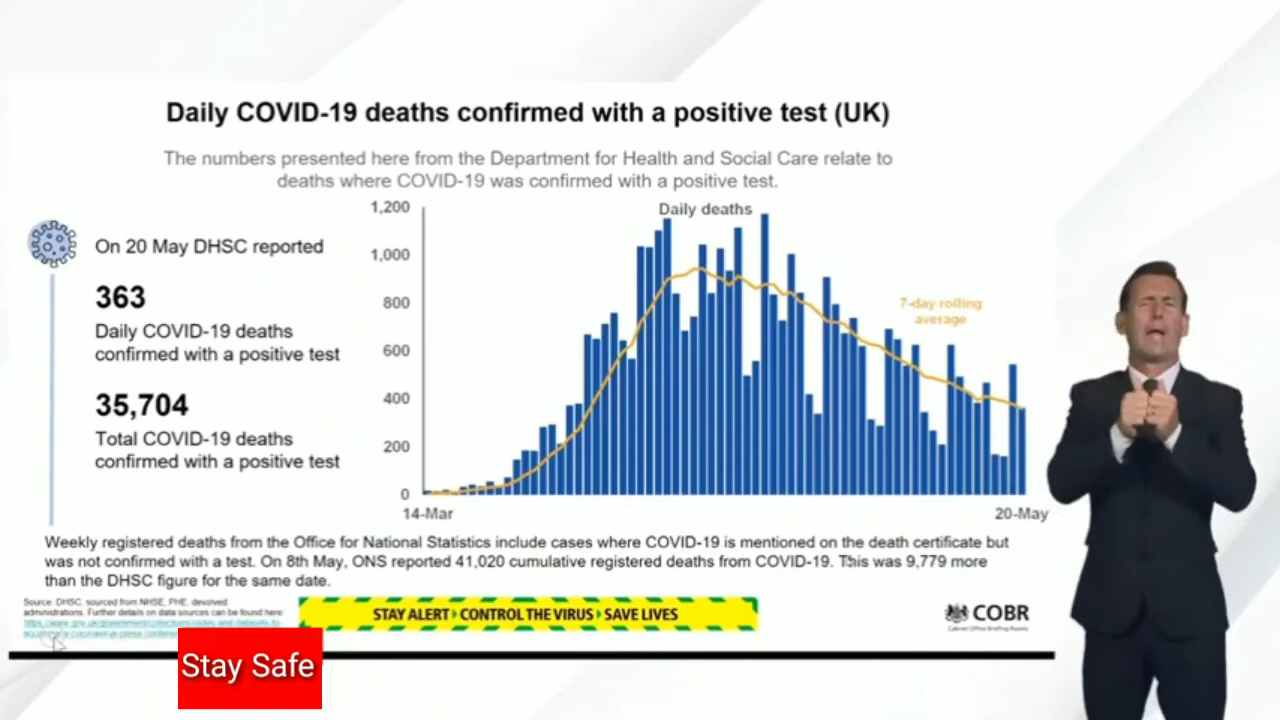 Daily COVID-19 deaths confirmed with a positive test (UK)
The numbers presented here from the Department for Health and Social Care relate to
deaths where COVID-19 was confirmed with a positive test.
On 20 May DHSC reported
363
Daily COVID-19 deaths
confirmed with a positive test
35,704
Total COVID-19 deaths
confirmed with a positive test
Daily deaths
7-day rolling
average
1,200
1,000
800
600
400
200
0
14-Mar
20-May
Weekly registered deaths from the Office for National Statistics include cases where COVID-19 is mentioned on the death certificate but
was not confirmed with a test. On 8th May, ONS reported 41,020 cumulative registered deaths from COVID-19. This was 9,779 more
than the DHSC figure for the same date.
Source: DHSC, sourced from NHSE, PHE, devolved
administrations. Further details on data sources can be found here:
STAY ALERT CONTROL THE VIRUS SAVE LIVES
COBR
Cabinet Office Briefing Rooms
Stay Safe